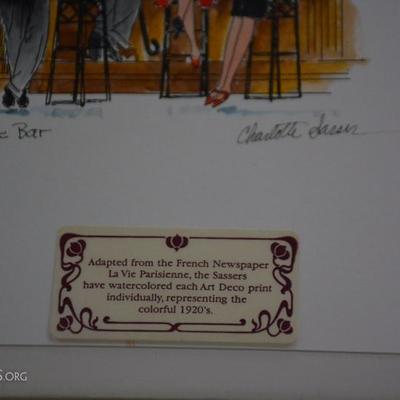 Bar
Charlotte Sasser
Adapted from the French Newspaper
La Vie Parisienne, the Sassers
have watercolored each Art Deco print
individually, representing the
colorful 1920's.
S.ORG